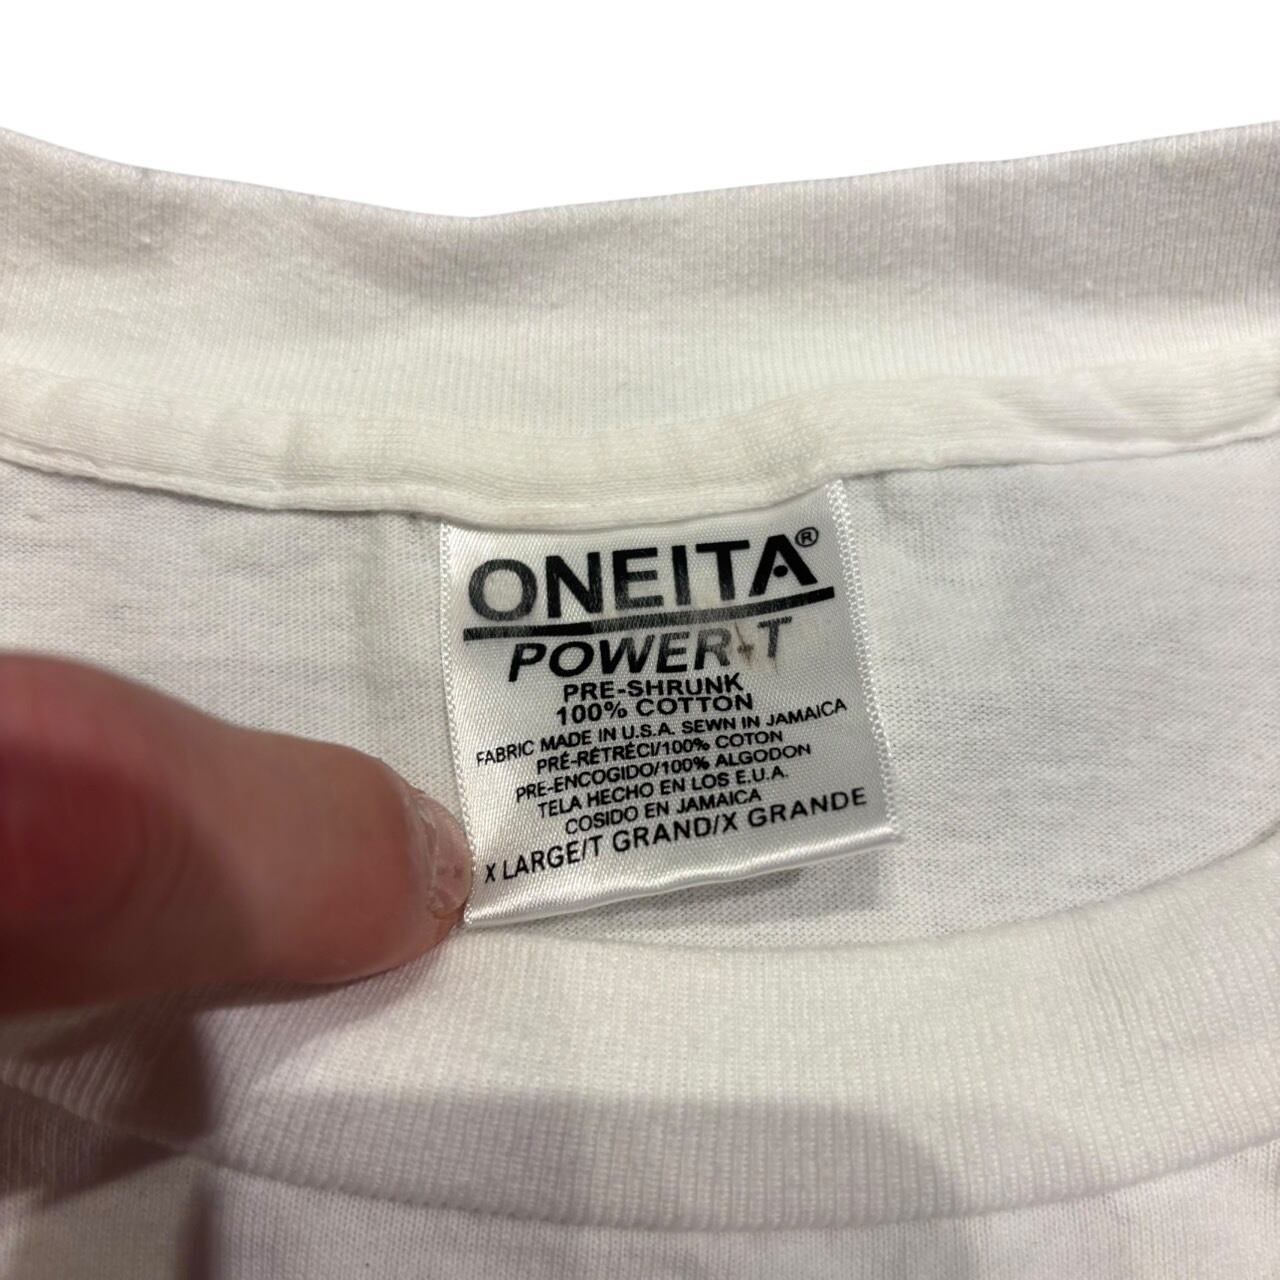 ONEITA®
POWER-T
PRE-SHRUNK
100% COTTON
FABRIC MADE IN U.S.A. SEWN IN JAMAICA
PRÉ-RÉTRÉCI/100% COTON
PRE-ENCOGIDO/100% ALGODON
TELA HECHO EN LOS E.U.A.
COSIDO EN JAMAICA
X LARGE/T GRAND/X GRANDE